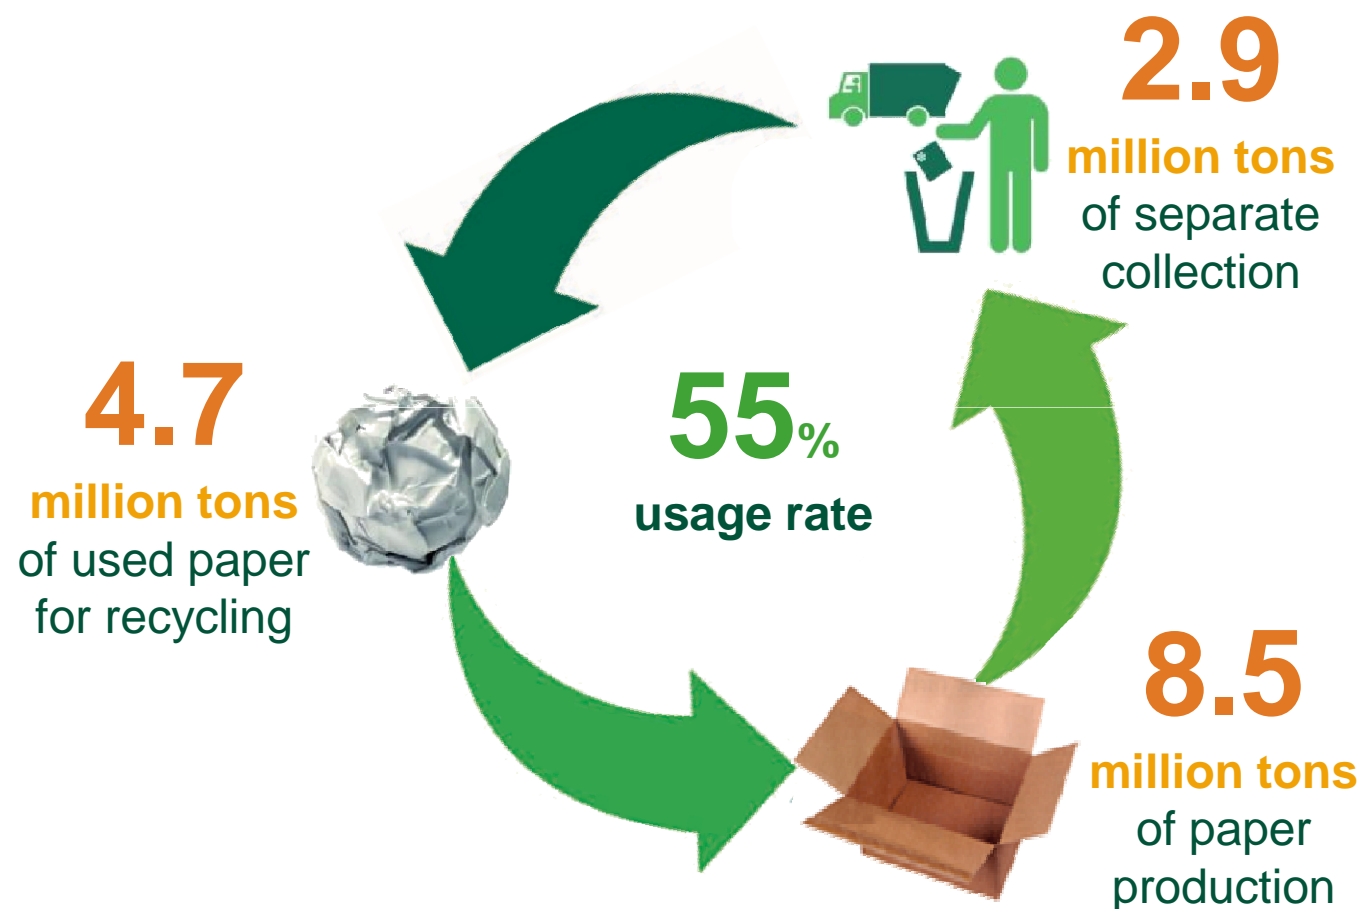 2.9
million tons
of separate
collection
4.7
million tons
of used paper
for recycling
55%
usage rate
8.5
million tons
of paper
production